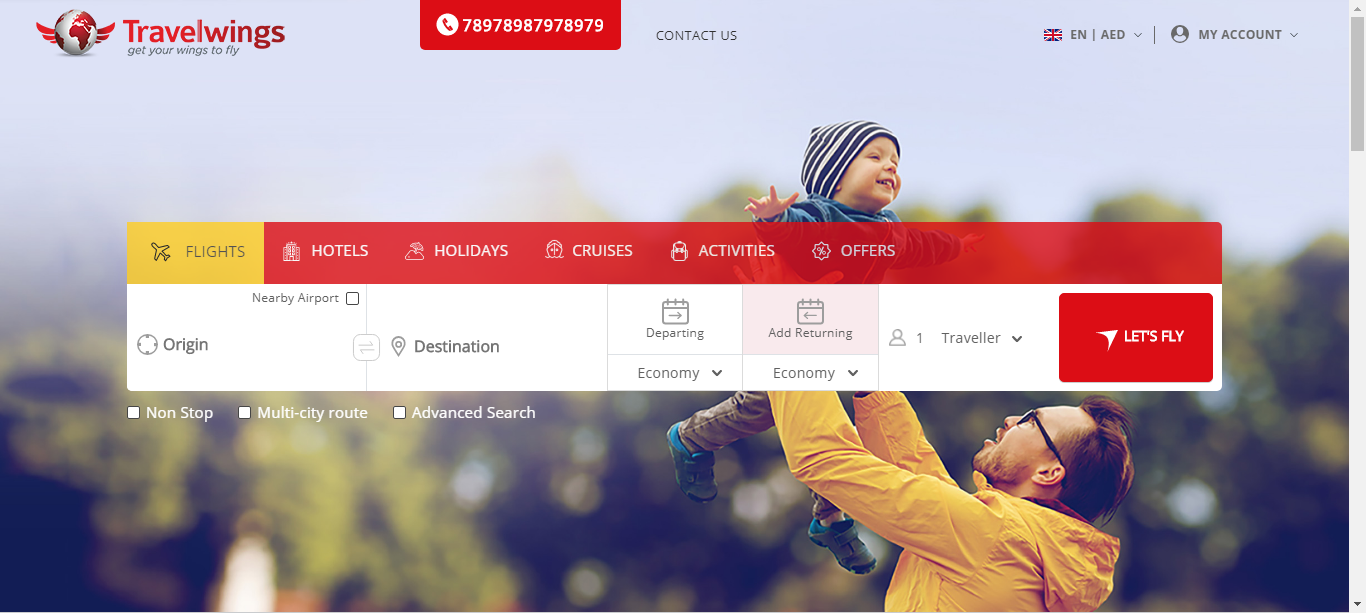 Travelwings
get your wings to fly
78978987978979
CONTACT US
EN | AED
MY ACCOUNT
FLIGHTS
HOTELS
HOLIDAYS
CRUISES
ACTIVITIES
OFFERS
Nearby Airport
Origin
Destination
Departing
Add Returning
Economy
Economy
1 Traveller
LET'S FLY
Non Stop
Multi-city route
Advanced Search